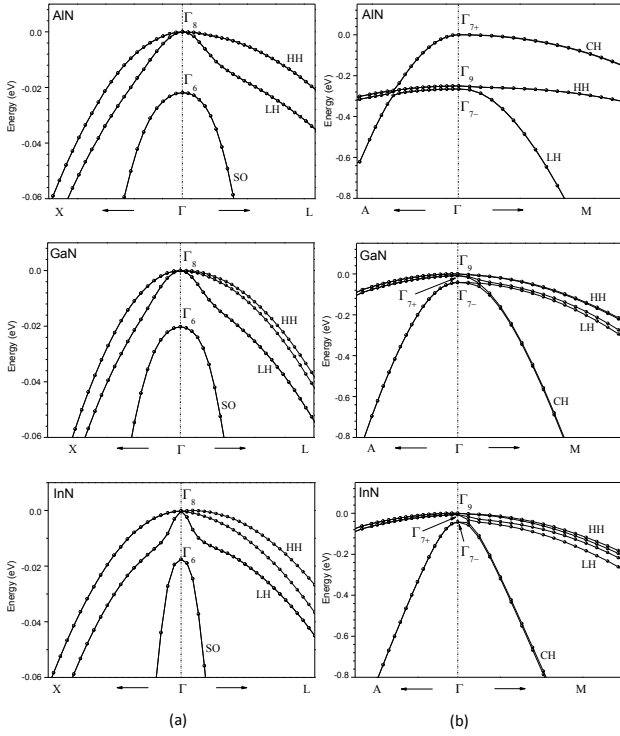 AlN
Γ8
0.0
HH
-0.02
LH
Γ6
-0.04
SO
-0.06
Energy (eV)
X ← Γ → L
AlN
Γ7+
0.0
CH
Γ9
-0.2
HH
Γ7−
-0.4
LH
-0.6
-0.8
Energy (eV)
A ← Γ → M
GaN
Γ8
0.0
HH
-0.02
Γ6
LH
-0.04
SO
-0.06
Energy (eV)
X ← Γ → L
GaN
Γ9
0.0
Γ7+ Γ7−
HH
-0.2
LH
-0.4
-0.6
CH
-0.8
Energy (eV)
A ← Γ → M
InN
Γ8
0.0
HH
-0.02
Γ6
LH
-0.04
SO
-0.06
Energy (eV)
X ← Γ → L
InN
Γ9
0.0
Γ7+
HH
-0.2
Γ7−
LH
-0.4
-0.6
CH
-0.8
Energy (eV)
A ← Γ → M
(a) (b)